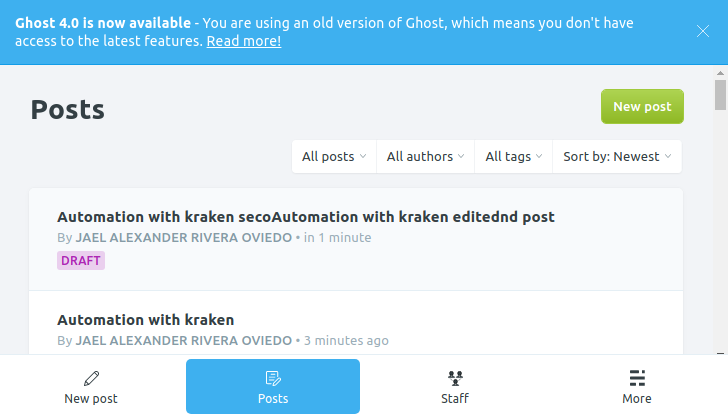 Ghost 4.0 is now available - You are using an old version of Ghost, which means you don't have
access to the latest features. Read more!
Posts
New post
All posts
All authors
All tags
Sort by: Newest
Automation with kraken secoAutomation with kraken editednd post
By JAEL ALEXANDER RIVERA OVIEDO • in 1 minute
DRAFT
Automation with kraken
By JAEL ALEXANDER RIVERA OVIEDO • 3 minutes ago
New post
Posts
Staff
More